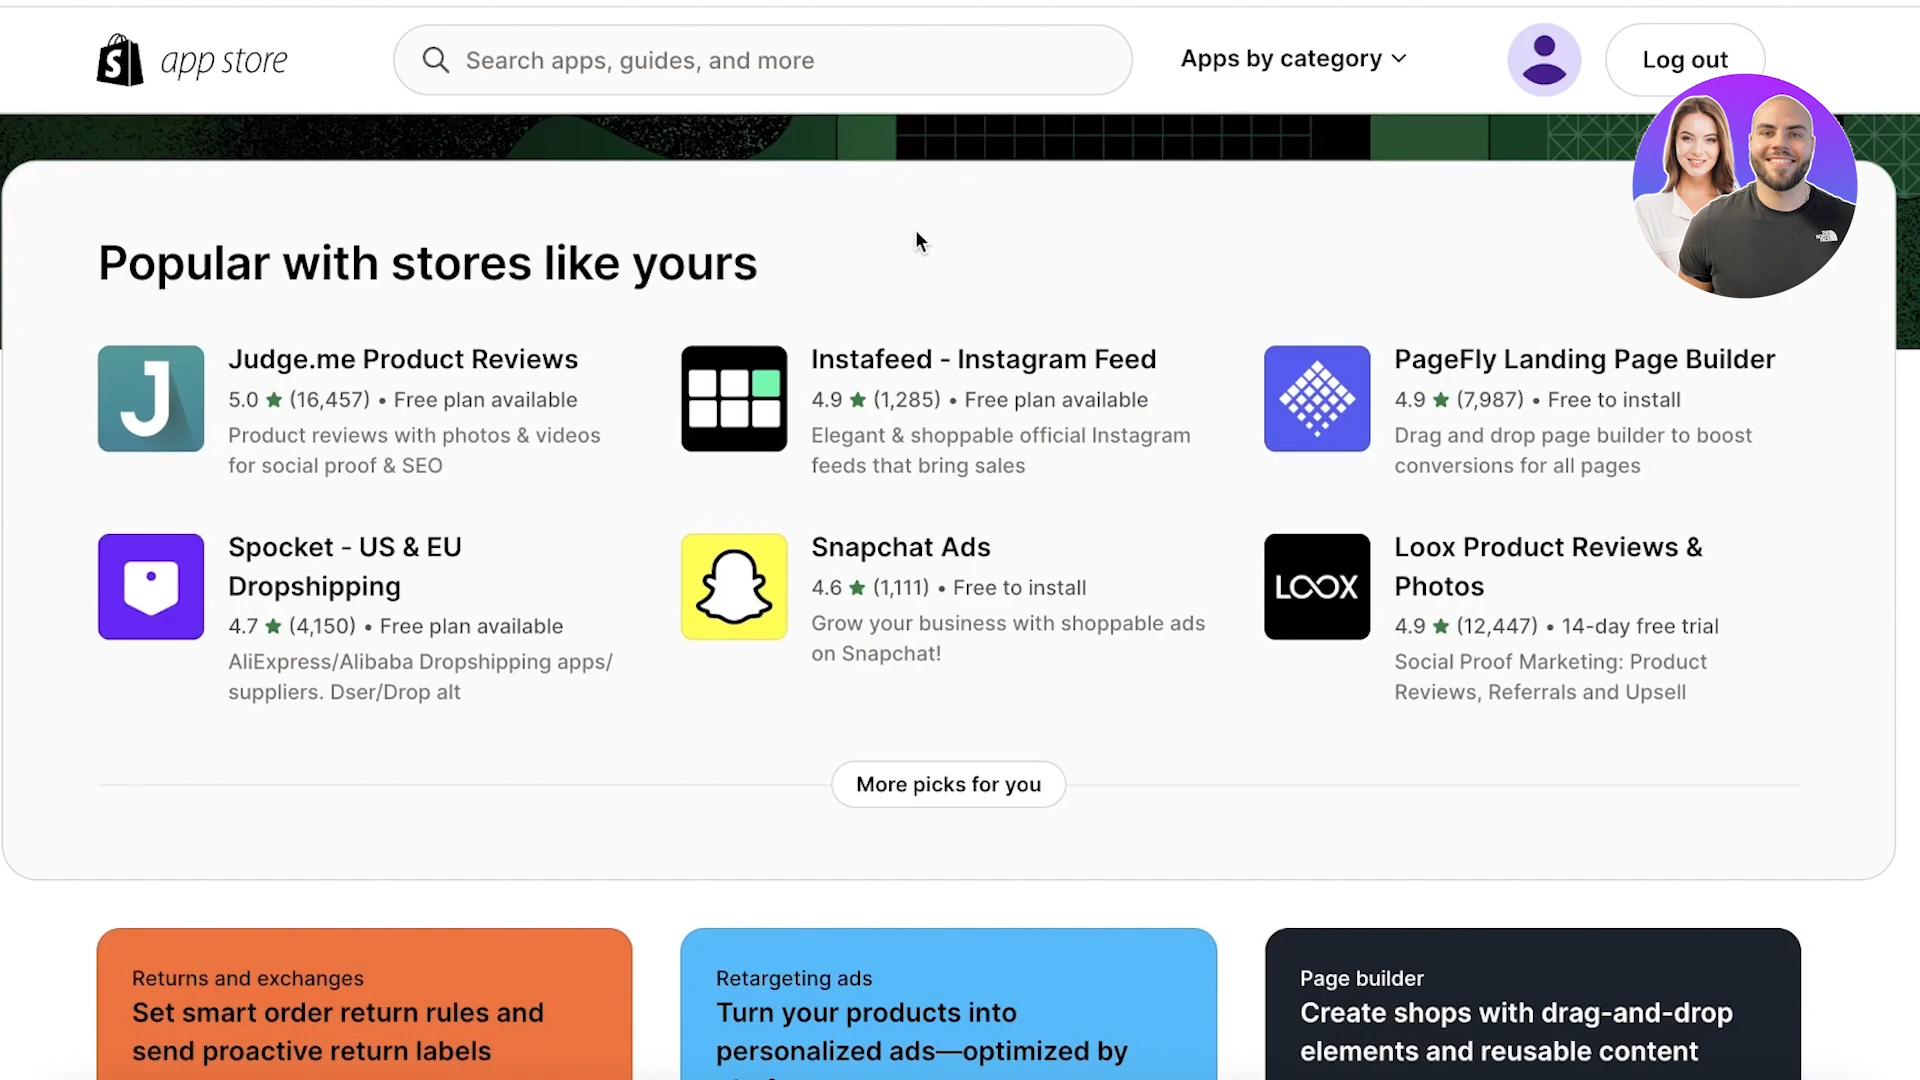 app store
Search apps, guides, and more
Apps by category
Log out
Popular with stores like yours
Judge.me Product Reviews
5.0 ★ (16,457) • Free plan available
Product reviews with photos & videos
for social proof & SEO
Instafeed - Instagram Feed
4.9 ★ (1,285) • Free plan available
Elegant & shoppable official Instagram
feeds that bring sales
PageFly Landing Page Builder
4.9 ★ (7,987) • Free to install
Drag and drop page builder to boost
conversions for all pages
Spocket - US & EU
Dropshipping
4.7 ★ (4,150) • Free plan available
AliExpress/Alibaba Dropshipping apps/
suppliers. Dser/Drop alt
Snapchat Ads
4.6 ★ (1,111) • Free to install
Grow your business with shoppable ads
on Snapchat!
LOOX
Loox Product Reviews &
Photos
4.9 ★ (12,447) • 14-day free trial
Social Proof Marketing: Product
Reviews, Referrals and Upsell
More picks for you
Returns and exchanges
Set smart order return rules and
send proactive return labels
Retargeting ads
Turn your products into
personalized ads—optimized by
Page builder
Create shops with drag-and-drop
elements and reusable content